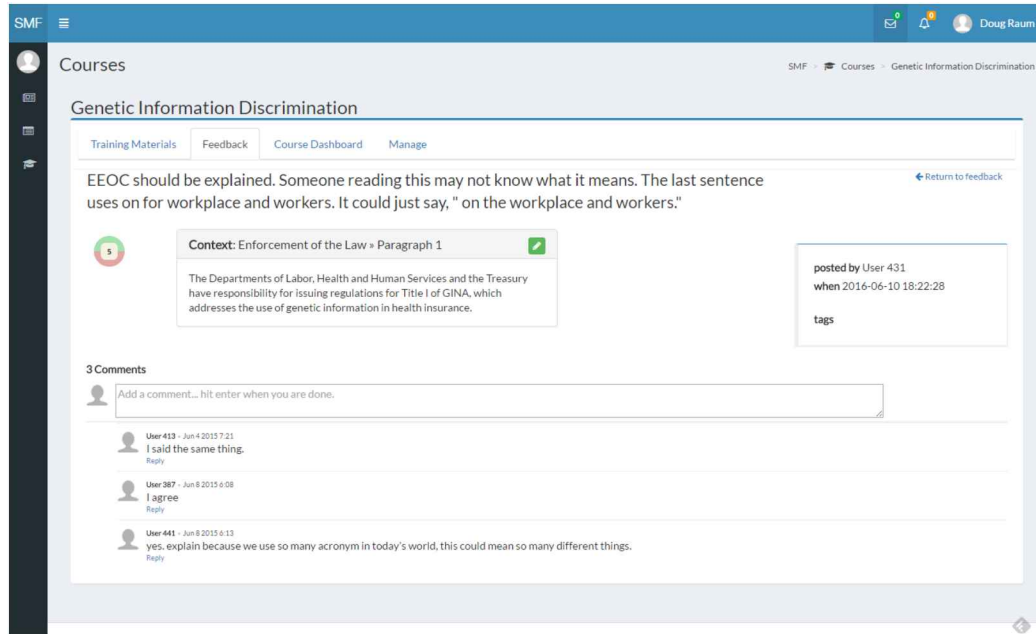 SMF
0
0
Doug Raum
Courses
SMF > Courses > Genetic Information Discrimination
Genetic Information Discrimination
Training Materials
Feedback
Course Dashboard
Manage
EEOC should be explained. Someone reading this may not know what it means. The last sentence
uses on for workplace and workers. It could just say, " on the workplace and workers."
Return to feedback
5
Context: Enforcement of the Law » Paragraph 1
The Departments of Labor, Health and Human Services and the Treasury
have responsibility for issuing regulations for Title I of GINA, which
addresses the use of genetic information in health insurance.
posted by User 431
when 2016-06-10 18:22:28
tags
3 Comments
Add a comment... hit enter when you are done.
User 413 - Jun 4 2015 7:21
I said the same thing.
Reply
User 387 - Jun 8 2015 6:08
I agree
Reply
User 441 - Jun 8 2015 6:13
yes. explain because we use so many acronym in today's world, this could mean so many different things.
Reply